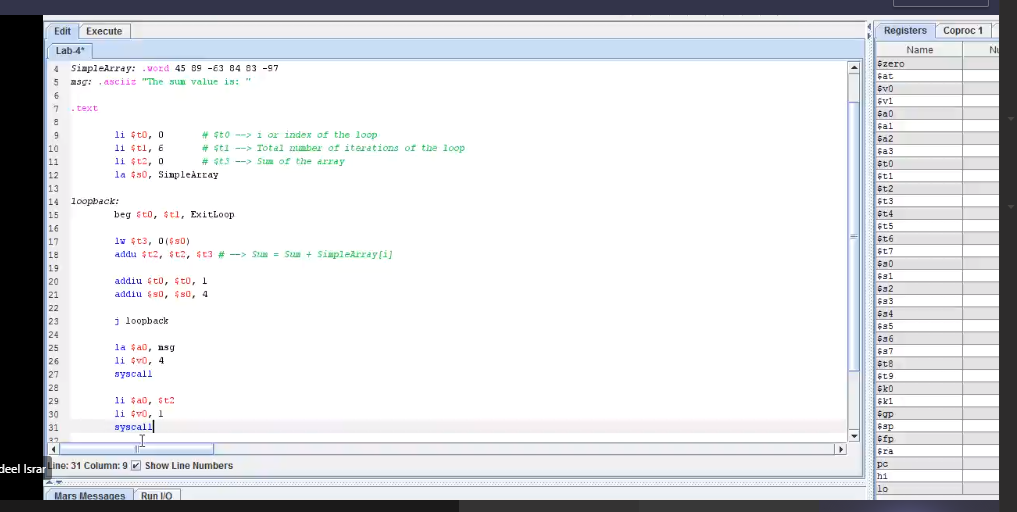 Edit Execute
Lab-4*
4 SimpleArray: .word 45 89 -63 84 83 -97
5 msg: .asciiz "The sum value is: "
6
7 .text
8
9 li $t0, 0 # $t0 --> i or index of the loop
10 li $t1, 6 # $t1 --> Total number of iterations of the loop
11 li $t2, 0 # $t3 --> Sum of the array
12 la $s0, SimpleArray
13
14 loopback:
15 beg $t0, $t1, ExitLoop
16
17 lw $t3, 0($s0)
18 addu $t2, $t2, $t3 # --> Sum = Sum + SimpleArray[i]
19
20 addiu $t0, $t0, 1
21 addiu $s0, $s0, 4
22
23 j loopback
24
25 la $a0, msg
26 li $v0, 4
27 syscall
28
29 li $a0, $t2
30 li $v0, 1
31 syscall
32
deel Israr
Line: 31 Column: 9 Show Line Numbers
Mars Messages Run I/O
Registers Coproc 1
Name
$zero
$at
$v0
$v1
$a0
$a1
$a2
$a3
$t0
$t1
$t2
$t3
$t4
$t5
$t6
$t7
$s0
$s1
$s2
$s3
$s4
$s5
$s6
$s7
$t8
$t9
$k0
$k1
$gp
$sp
$fp
$ra
pc
hi
lo